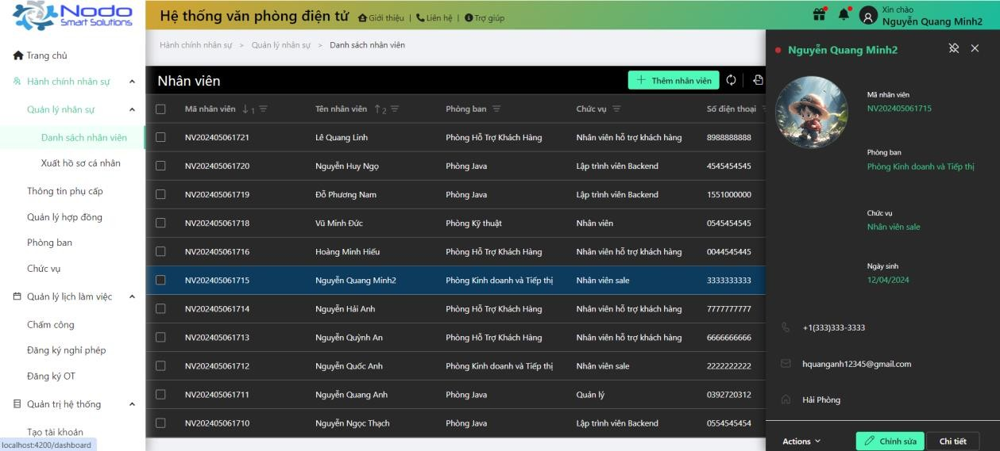 Nodo
Smart Solutions
Hệ thống văn phòng điện tử
Giới thiệu | Liên hệ | Trợ giúp
Xin chào
Nguyễn Quang Minh2
Trang chủ
Hành chính nhân sự
Quản lý nhân sự
Danh sách nhân viên
Xuất hồ sơ cá nhân
Thông tin phụ cấp
Quản lý hợp đồng
Phòng ban
Chức vụ
Quản lý lịch làm việc
Chấm công
Đăng ký nghỉ phép
Đăng ký OT
Quản trị hệ thống
Tạo tài khoản
localhost:4200/dashboard
Hành chính nhân sự > Quản lý nhân sự > Danh sách nhân viên
Nhân viên
Thêm nhân viên
Mã nhân viên 1 Tên nhân viên 2 Phòng ban Chức vụ Số điện thoại
NV202405061721 Lê Quang Linh Phòng Hỗ Trợ Khách Hàng Nhân viên hỗ trợ khách hàng 8988888888
NV202405061720 Nguyễn Huy Ngọ Phòng Java Lập trình viên Backend 4545454545
NV202405061719 Đỗ Phương Nam Phòng Java Lập trình viên Backend 1551000000
NV202405061718 Vũ Minh Đức Phòng Kỹ thuật Nhân viên 0545454545
NV202405061716 Hoàng Minh Hiếu Phòng Hỗ Trợ Khách Hàng Nhân viên hỗ trợ khách hàng 0044545445
NV202405061715 Nguyễn Quang Minh2 Phòng Kinh doanh và Tiếp thị Nhân viên sale 3333333333
NV202405061714 Nguyễn Hải Anh Phòng Hỗ Trợ Khách Hàng Nhân viên hỗ trợ khách hàng 7777777777
NV202405061713 Nguyễn Quỳnh An Phòng Hỗ Trợ Khách Hàng Nhân viên hỗ trợ khách hàng 6666666666
NV202405061712 Nguyễn Quốc Anh Phòng Kinh doanh và Tiếp thị Nhân viên sale 2222222222
NV202405061711 Nguyễn Quang Anh Phòng Java Quản lý 0392720312
NV202405061710 Nguyễn Ngọc Thạch Phòng Java Lập trình viên Backend 0554545454
Nguyễn Quang Minh2
Mã nhân viên
NV202405061715
Phòng ban
Phòng Kinh doanh và Tiếp thị
Chức vụ
Nhân viên sale
Ngày sinh
12/04/2024
+1(333)333-3333
hquanganh12345@gmail.com
Hải Phòng
Actions
Chỉnh sửa
Chi tiết